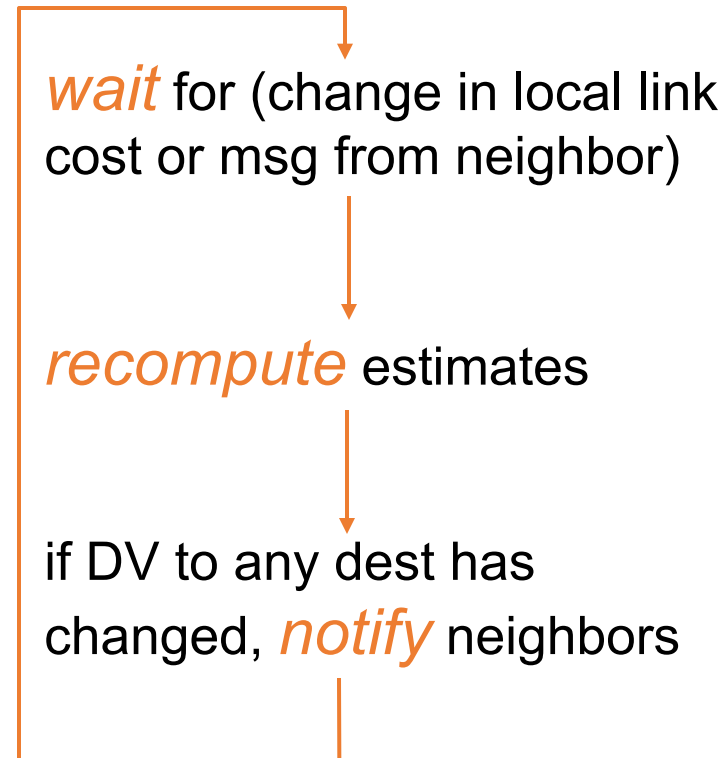 wait for (change in local link
cost or msg from neighbor)
recompute estimates
if DV to any dest has
changed, notify neighbors